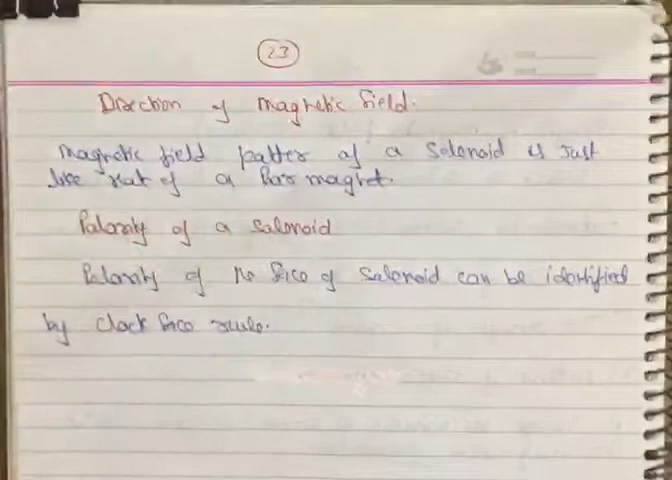 23
Direction of magnetic field.
Magnetic field patter of a Solenoid is Just
like that of a Bar magnet.
Polarity of a Solenoid
Polarity of the face of Solenoid can be identified
by Clock face rule.